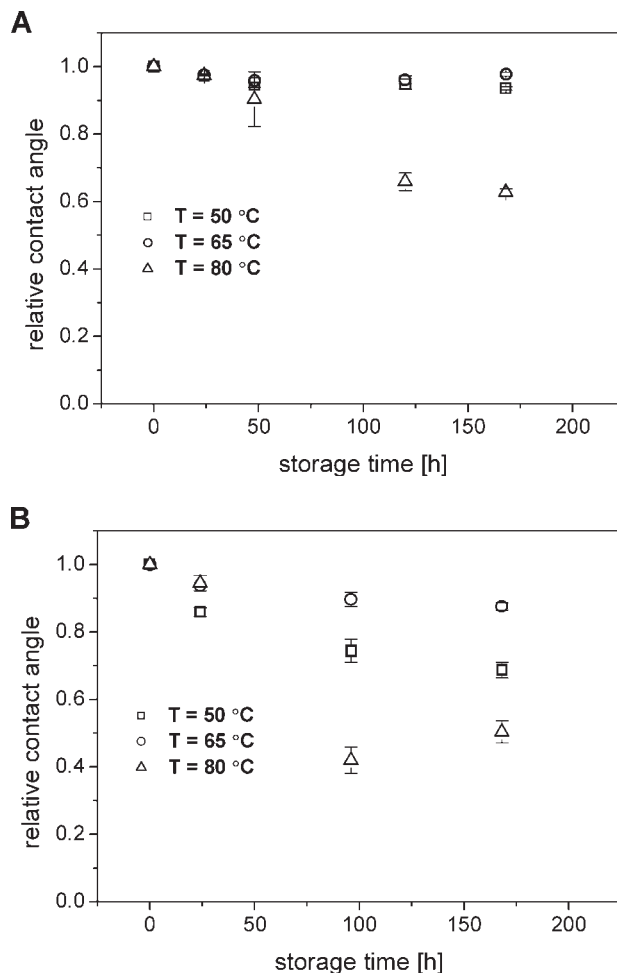 A
relative contact angle
1.0
0.8
0.6
0.4
0.2
0.0
T = 50 °C
T = 65 °C
T = 80 °C
0
50
100
150
200
storage time [h]
B
relative contact angle
1.0
0.8
0.6
0.4
0.2
0.0
T = 50 °C
T = 65 °C
T = 80 °C
0
50
100
150
200
storage time [h]